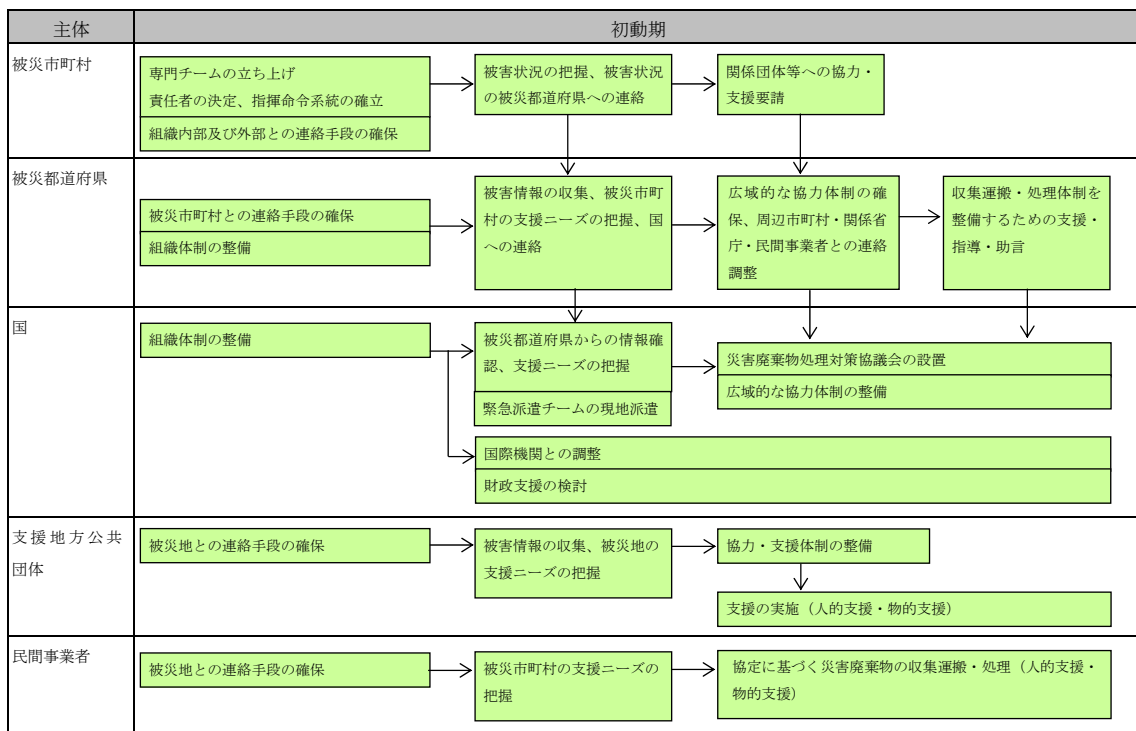 主体
初動期
被災市町村
専門チームの立ち上げ
責任者の決定、指揮命令系統の確立
組織内部及び外部との連絡手段の確保
被害状況の把握、被害状況
の被災都道府県への連絡
関係団体等への協力・
支援要請
被災都道府県
被災市町村との連絡手段の確保
組織体制の整備
被害情報の収集、被災市町
村の支援ニーズの把握、国
への連絡
広域的な協力体制の確
保、周辺市町村・関係省
庁・民間事業者との連絡
調整
収集運搬・処理体制を
整備するための支援・
指導・助言
国
組織体制の整備
被災都道府県からの情報確
認、支援ニーズの把握
緊急派遣チームの現地派遣
災害廃棄物処理対策協議会の設置
広域的な協力体制の整備
国際機関との調整
財政支援の検討
支援地方公共
団体
被災地との連絡手段の確保
被害情報の収集、被災地の
支援ニーズの把握
協力・支援体制の整備
支援の実施（人的支援・物的支援）
民間事業者
被災地との連絡手段の確保
被災市町村の支援ニーズの
把握
協定に基づく災害廃棄物の収集運搬・処理（人的支援・
物的支援）